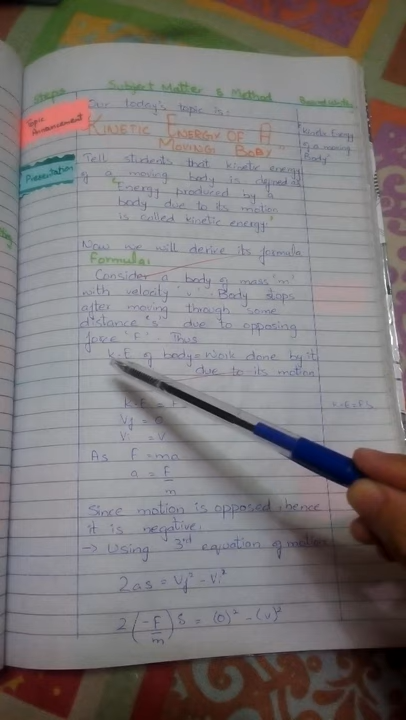 Steps Subject Matter & Method
Topic Announcement
Our today's topic is:
"KINETIC ENERGY OF A
MOVING BODY"
"Kinetic Energy
of a moving
Body"
Presentation
Tell students that kinetic energy
of a moving body is defined as
"Energy produced by a
body due to its motion
is called kinetic energy."
Now we will derive its formula
Formula:
Consider a body of mass 'm'
with velocity 'v'. Body stops
after moving through some
distance 's' due to opposing
force 'F'. Thus
K.E of body = Work done by it
due to its motion
K.E =
K.E = F.S
Vf = 0
Vi = V
As F = ma
a = F/m
Since motion is opposed, hence
it is negative.
→ Using 3rd equation of motion
2as = Vf² - Vi²
2(-F/m)S = (0)² - (v)²